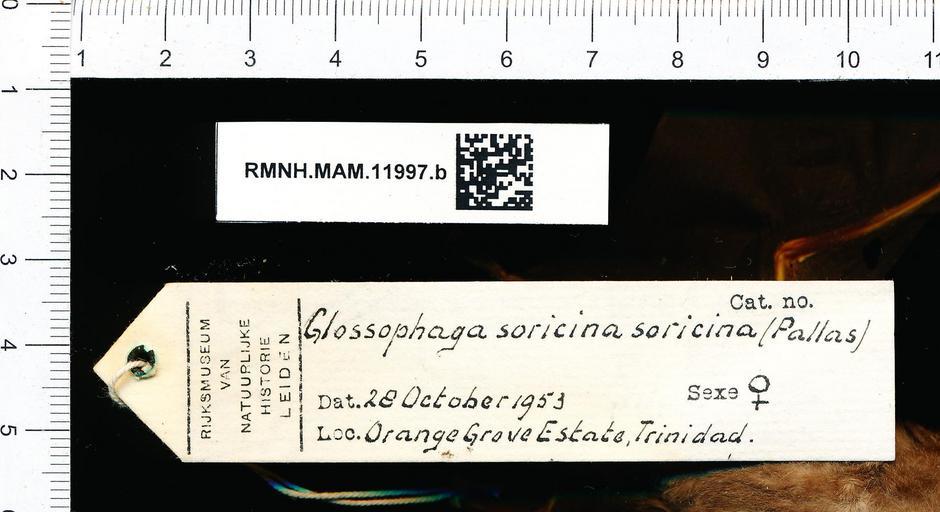 0 1 2 3 4 5 6 7 8 9 10 11
1
2
3
4
5
RMNH.MAM.11997.b
RIJKSMUSEUM
VAN
NATUURLIJKE
HISTORIE
LEIDEN
Cat. no.
Glossophaga soricina soricina (Pallas)
Dat. 28 October 1953 Sexe ♀
Loc. Orange Grove Estate, Trinidad.